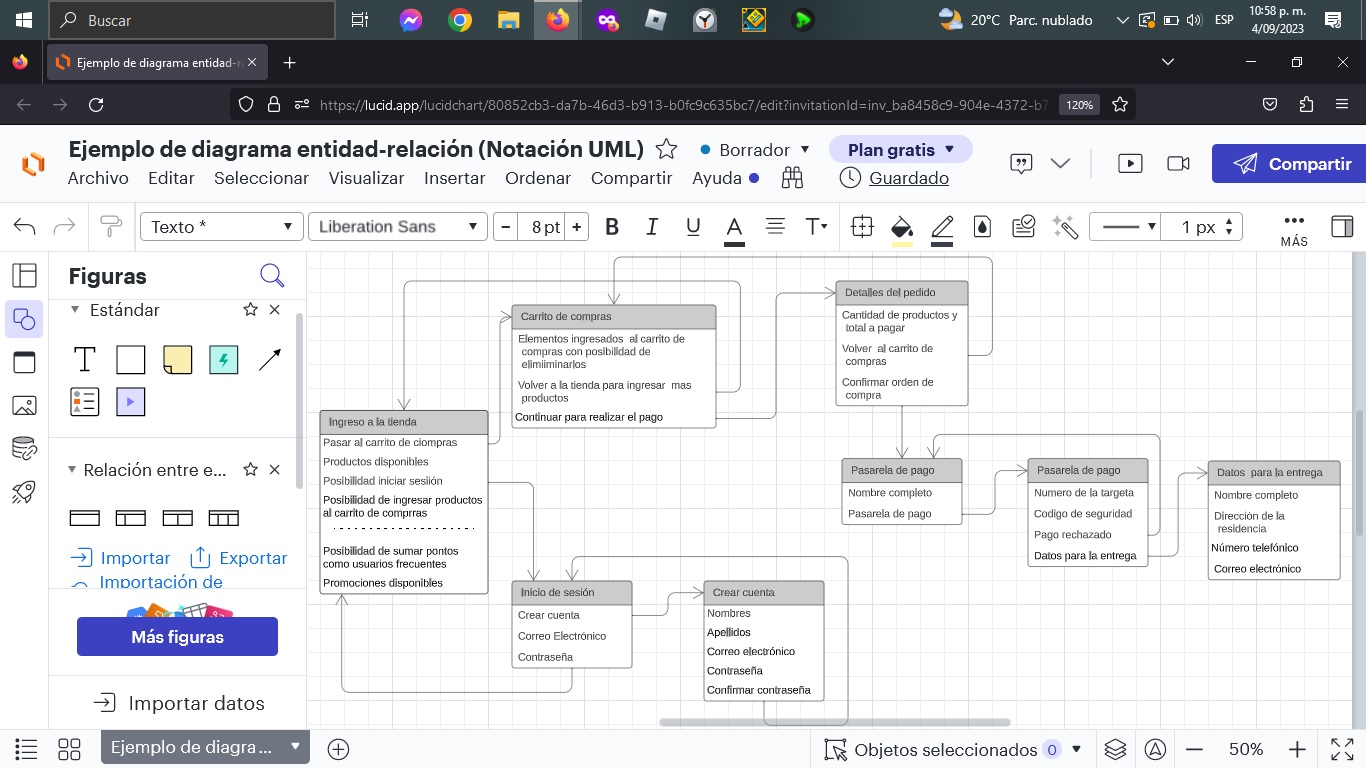 Buscar
20°C Parc. nublado
ESP
10:58 p. m.
4/09/2023
Ejemplo de diagrama entidad-r
https://lucid.app/lucidchart/80852cb3-da7b-46d3-b913-b0fc9c635bc7/edit?invitationId=inv_ba8458c9-904e-4372-b7
120%
Ejemplo de diagrama entidad-relación (Notación UML)
Borrador
Plan gratis
Archivo Editar Seleccionar Visualizar Insertar Ordenar Compartir Ayuda
Guardado
Compartir
Texto *
Liberation Sans
− 8 pt +
B I U A T
1 px
MÁS
Figuras
Estándar
T
Relación entre e...
Importar
Exportar
Importación de
Más figuras
Importar datos
Carrito de compras
Elementos ingresados al carrito de
compras con posibilidad de
elimiiminarlos
Volver a la tienda para ingresar mas
productos
Continuar para realizar el pago
Detalles del pedido
Cantidad de productos y
total a pagar
Volver al carrito de
compras
Confirmar orden de
compra
Ingreso a la tienda
Pasar al carrito de ciompras
Productos disponibles
Posibilidad iniciar seslión
Posibilidad de ingresar productos
al carrito de comprras
Posibilidad de sumar pontos
como usuarios frecuentes
Promociones disponibles
Pasarela de pago
Nombre completo
Pasarela de pago
Pasarela de pago
Numero de la targeta
Codigo de seguridad
Pago rechazado
Datos para la entrega
Datos para la entrega
Nombre completo
Dirección de la
residencia
Número telefónico
Correo electrónico
Inicio de sesión
Crear cuenta
Correo Electrónico
Contraseña
Crear cuenta
Nombres
Apellidos
Correo electrónico
Contraseña
Confirmar contraseña
Ejemplo de diagra...
Objetos seleccionados 0
50%